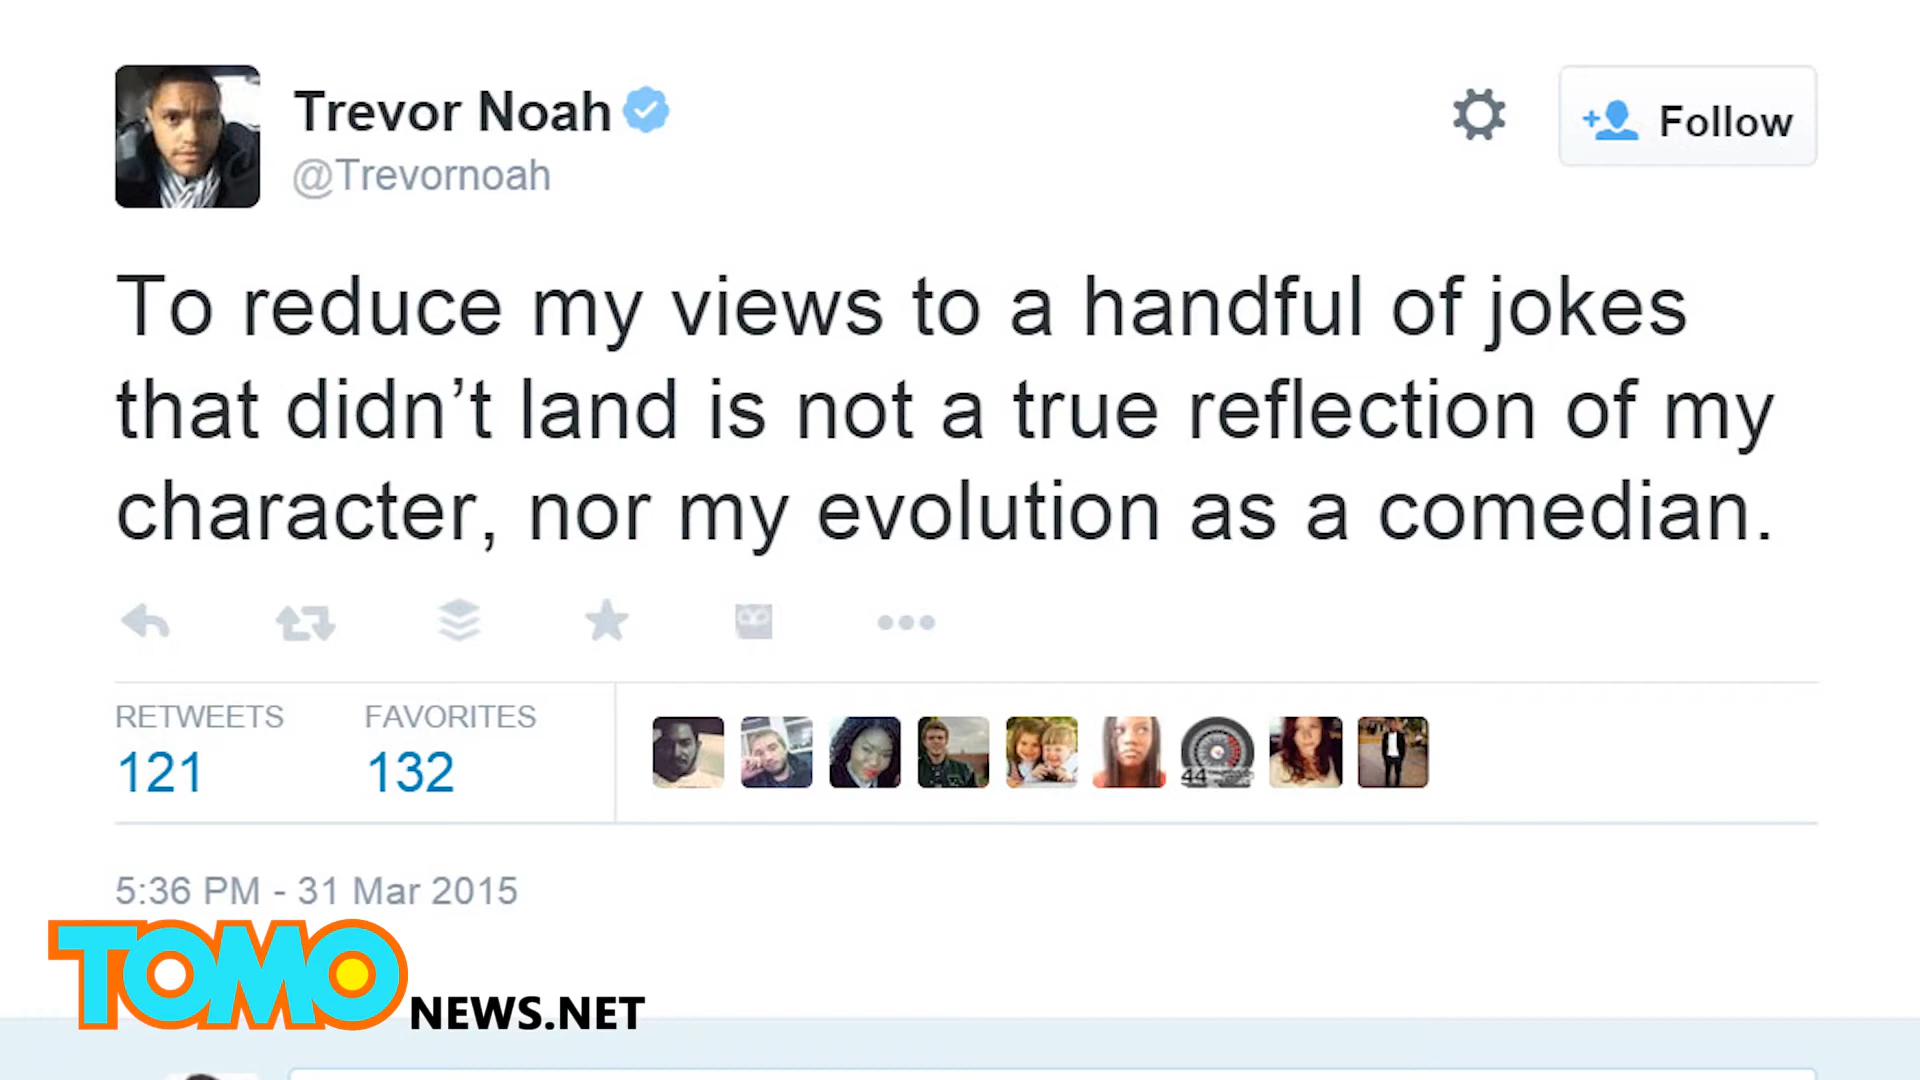 Trevor Noah
@Trevornoah
Follow
To reduce my views to a handful of jokes
that didn’t land is not a true reflection of my
character, nor my evolution as a comedian.
RETWEETS FAVORITES
121 132
44
5:36 PM - 31 Mar 2015
TOMO
NEWS.NET